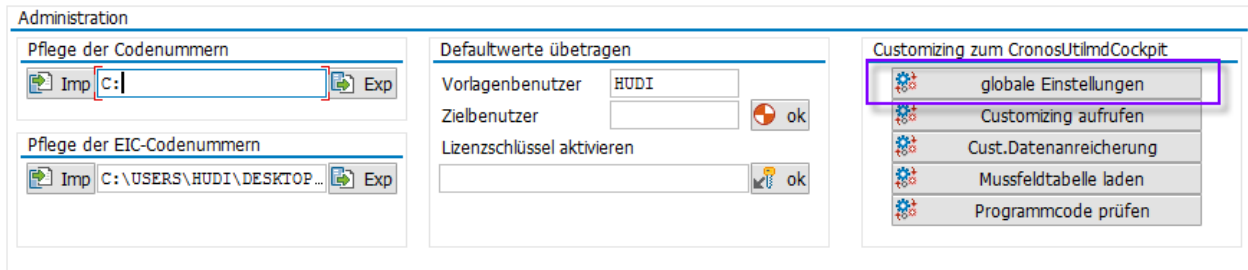 Administration
Pflege der Codenummern
Imp C: Exp
Pflege der EIC-Codenummern
Imp C:\USERS\HUDI\DESKTOP… Exp
Defaultwerte übetragen
Vorlagenbenutzer HUDI
Zielbenutzer ok
Lizenzschlüssel aktivieren
ok
Customizing zum CronosUtilmdCockpit
globale Einstellungen
Customizing aufrufen
Cust.Datenanreicherung
Mussfeldtabelle laden
Programmcode prüfen